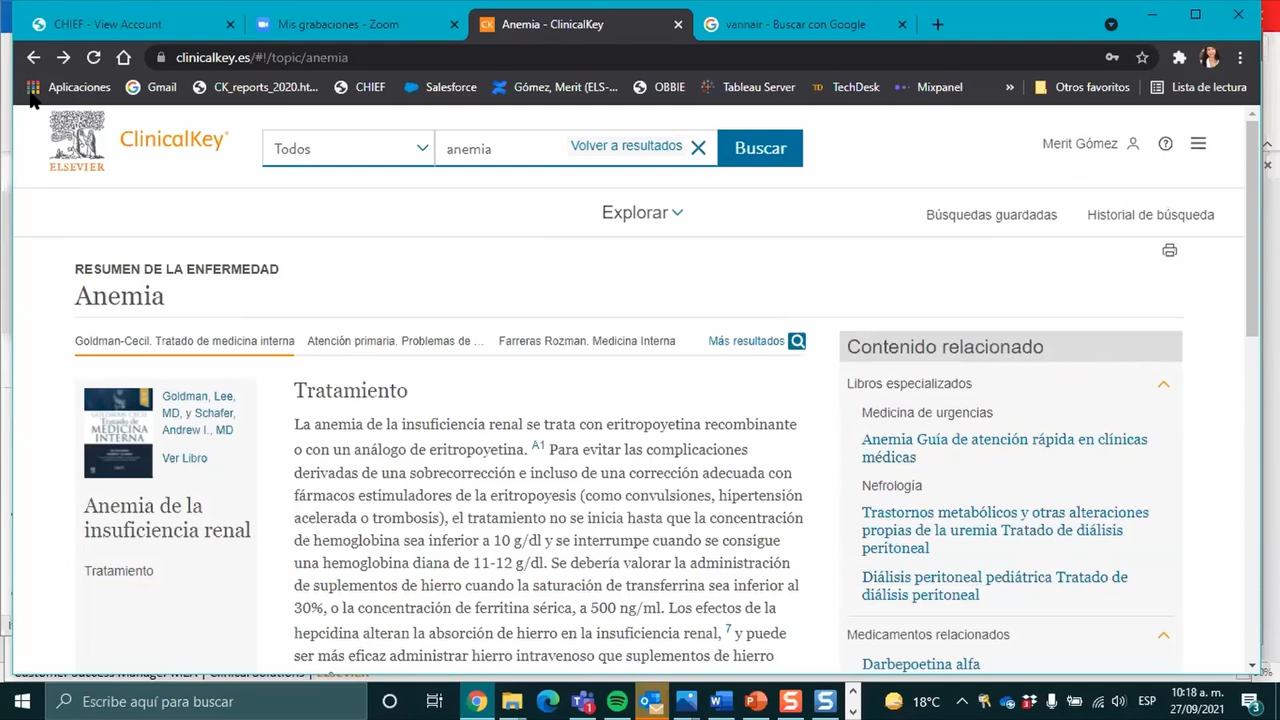 CHIEF - View Account
Mis grabaciones - Zoom
Anemia - ClinicalKey
vannair - Buscar con Google
clinicalkey.es/#!/topic/anemia
Aplicaciones
Gmail
CK_reports_2020.ht...
CHIEF
Salesforce
Gómez, Merit (ELS-...
OBBIE
Tableau Server
TechDesk
Mixpanel
»
Otros favoritos
Lista de lectura
ELSEVIER
ClinicalKey®
Todos
anemia
Volver a resultados
Buscar
Merit Gómez
Explorar
Búsquedas guardadas
Historial de búsqueda
RESUMEN DE LA ENFERMEDAD
Anemia
Goldman-Cecil. Tratado de medicina interna
Atención primaria. Problemas de ...
Farreras Rozman. Medicina Interna
Más resultados
GOLDMAN-CECIL
Tratado de
MEDICINA
INTERNA
Goldman, Lee,
MD, y Schafer,
Andrew I., MD
Ver Libro
Anemia de la
insuficiencia renal
Tratamiento
Tratamiento
La anemia de la insuficiencia renal se trata con eritropoyetina recombinante
o con un análogo de eritropoyetina. A1 Para evitar las complicaciones
derivadas de una sobrecorrección e incluso de una corrección adecuada con
fármacos estimuladores de la eritropoyesis (como convulsiones, hipertensión
acelerada o trombosis), el tratamiento no se inicia hasta que la concentración
de hemoglobina sea inferior a 10 g/dl y se interrumpe cuando se consigue
una hemoglobina diana de 11-12 g/dl. Se debería valorar la administración
de suplementos de hierro cuando la saturación de transferrina sea inferior al
30%, o la concentración de ferritina sérica, a 500 ng/ml. Los efectos de la
hepcidina alteran la absorción de hierro en la insuficiencia renal, 7 y puede
ser más eficaz administrar hierro intravenoso que suplementos de hierro
Contenido relacionado
Libros especializados
Medicina de urgencias
Anemia Guía de atención rápida en clínicas
médicas
Nefrología
Trastornos metabólicos y otras alteraciones
propias de la uremia Tratado de diálisis
peritoneal
Diálisis peritoneal pediátrica Tratado de
diálisis peritoneal
Medicamentos relacionados
Darbepoetina alfa
Escribe aquí para buscar
18°C
ESP
10:18 a. m.
27/09/2021